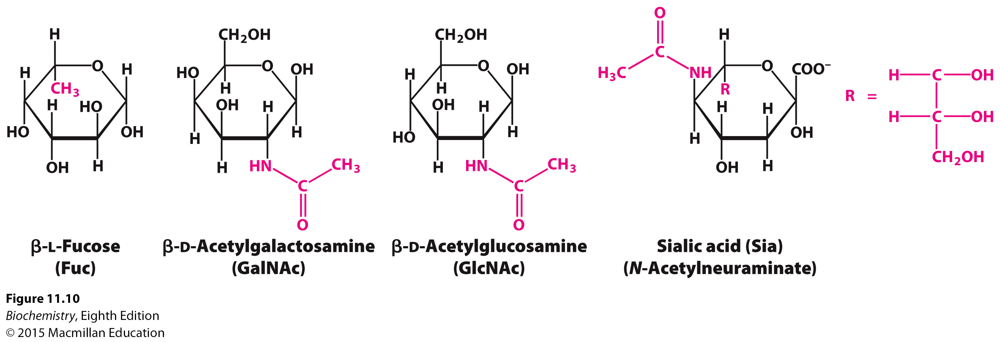 H
H
O
H
CH₃
H
HO
HO
OH
OH
H
β-L-Fucose
(Fuc)
CH₂OH
HO
O
OH
H
OH
H
H
H
H
HN
CH₃
C
O
β-D-Acetylgalactosamine
(GalNAc)
CH₂OH
H
O
OH
H
OH
H
HO
H
H
HN
CH₃
C
O
β-D-Acetylglucosamine
(GlcNAc)
O
C
H₃C
NH
H
O
COO⁻
R
H
H
H
OH
OH
H
Sialic acid (Sia)
(N-Acetylneuraminate)
R =
H C OH
H C OH
CH₂OH
Figure 11.10
Biochemistry, Eighth Edition
© 2015 Macmillan Education